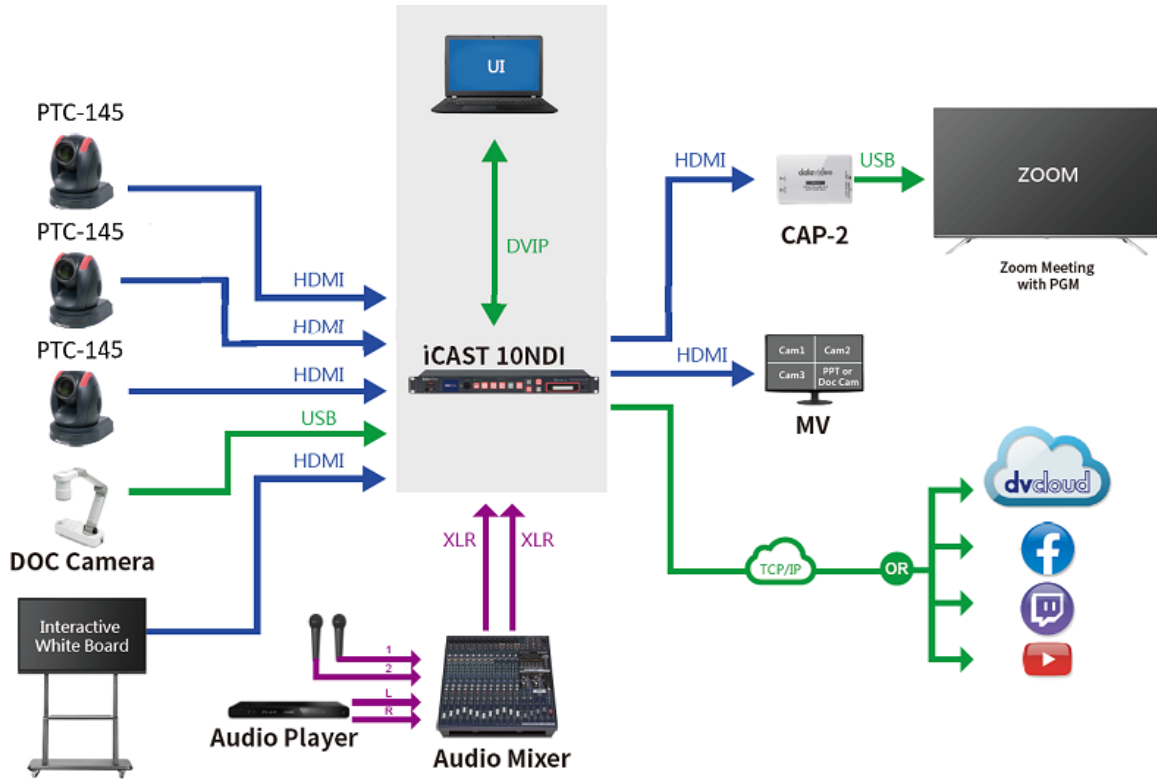 UI
PTC-145
PTC-145
PTC-145
HDMI
HDMI
HDMI
USB
HDMI
DOC Camera
Interactive
White Board
DVIP
iCAST 10NDI
XLR
XLR
1
2
L
R
Audio Player
Audio Mixer
HDMI
datavideo
CAP-2
USB
ZOOM
Zoom Meeting
with PGM
HDMI
Cam1
Cam2
Cam3
PPT or
Doc Cam
MV
TCP/IP
OR
dvcloud